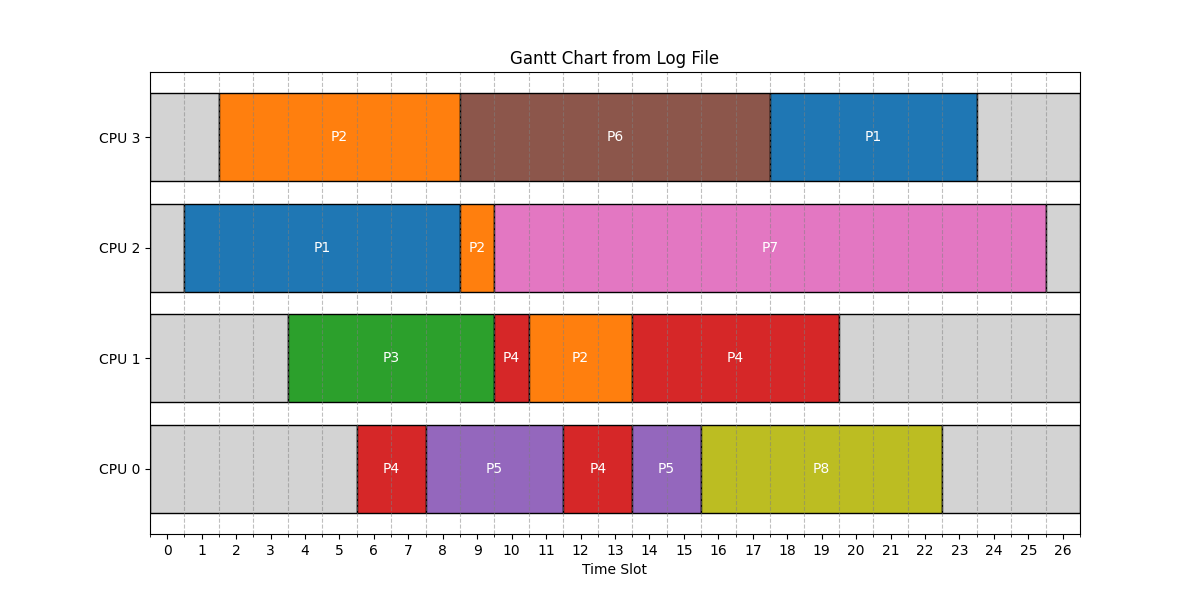 Gantt Chart from Log File
CPU 3
P2
P6
P1
CPU 2
P1
P2
P7
CPU 1
P3
P4
P2
P4
CPU 0
P4
P5
P4
P5
P8
0 1 2 3 4 5 6 7 8 9 10 11 12 13 14 15 16 17 18 19 20 21 22 23 24 25 26
Time Slot